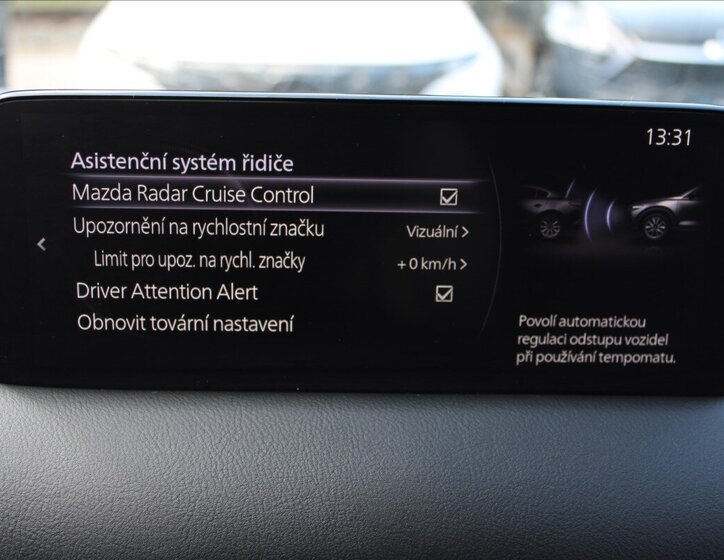 13:31
Asistenční systém řidiče
Mazda Radar Cruise Control
Upozornění na rychlostní značku Vizuální >
Limit pro upoz. na rychl. značky +0 km/h >
Driver Attention Alert
Obnovit tovární nastavení
Povolí automatickou
regulaci odstupu vozidel
při používání tempomatu.